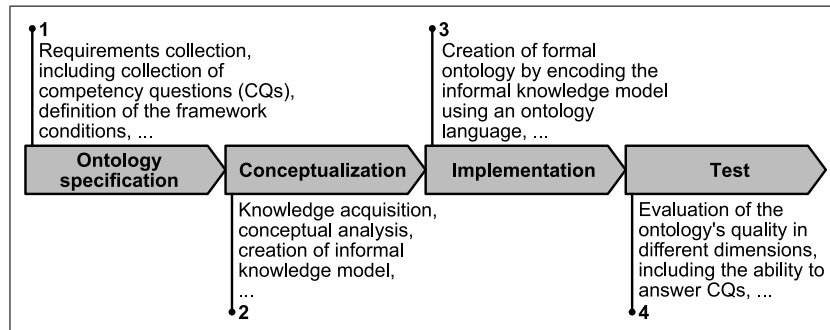 1
Requirements collection,
including collection of
competency questions (CQs),
definition of the framework
conditions, ...
3
Creation of formal
ontology by encoding the
informal knowledge model
using an ontology
language, ...
Ontology
specification
Conceptualization
Implementation
Test
Knowledge acquisition,
conceptual analysis,
creation of informal
knowledge model,
...
2
Evaluation of the
ontology's quality in
different dimensions,
including the ability to
answer CQs, ...
4